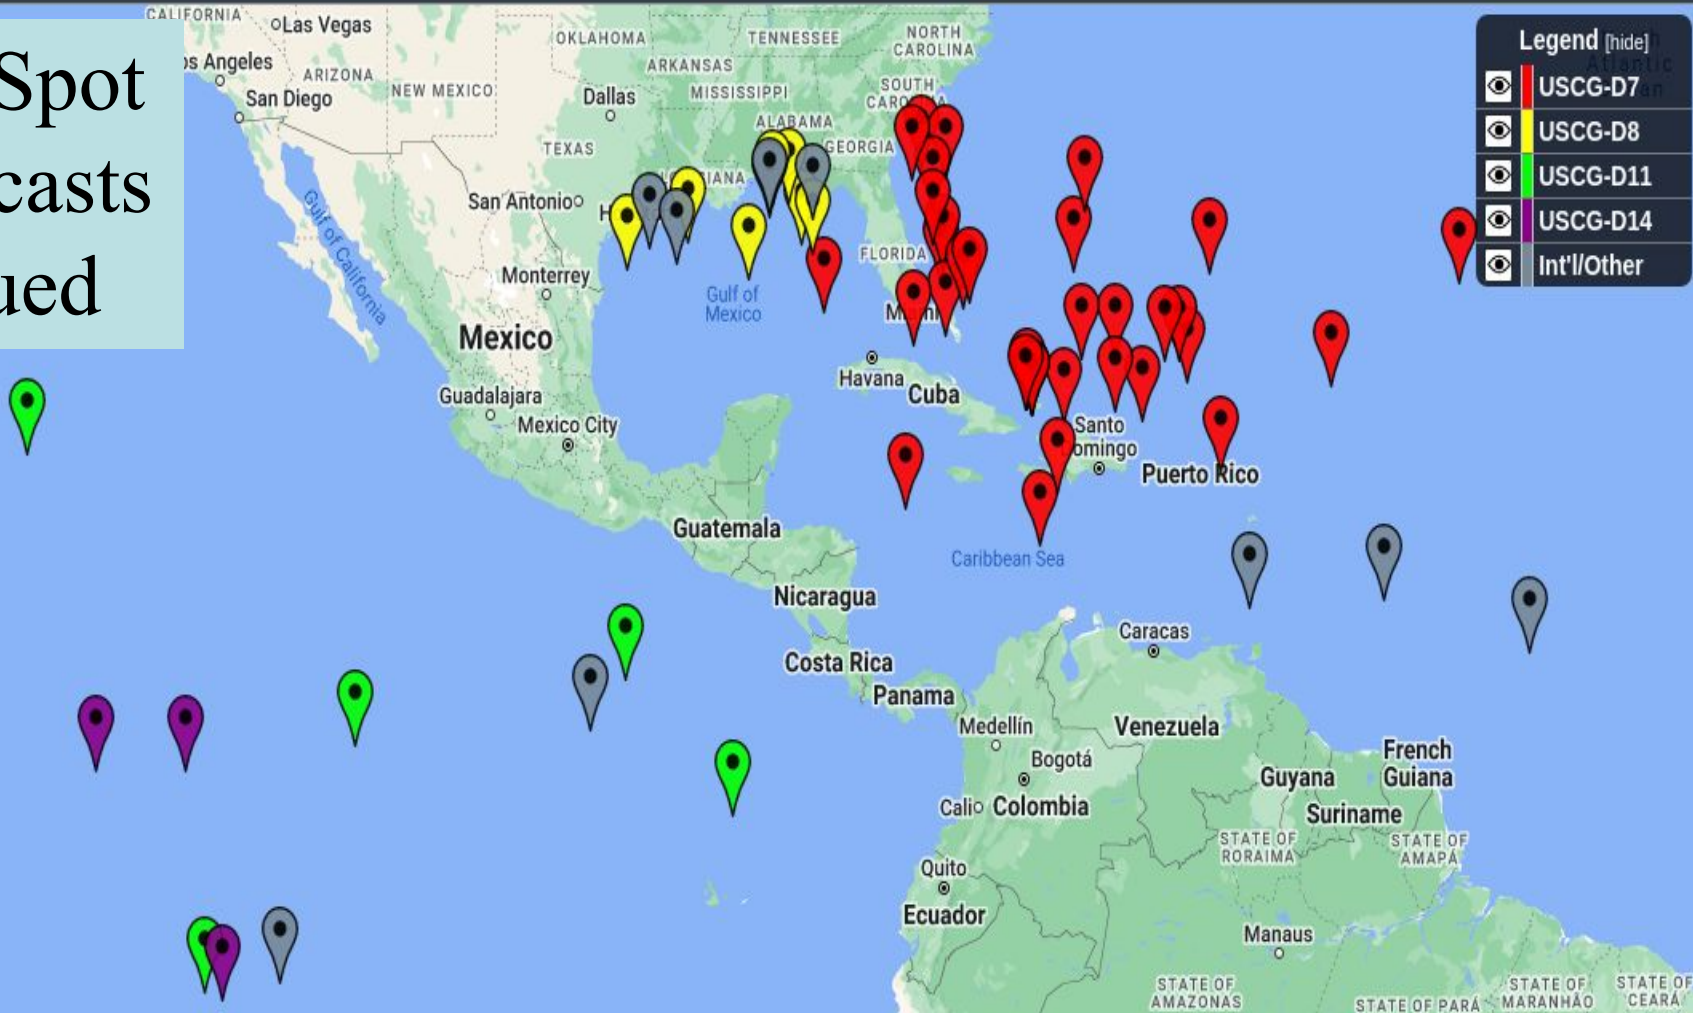 Spot
casts
ued
CALIFORNIA
Las Vegas
os Angeles
San Diego
ARIZONA
NEW MEXICO
OKLAHOMA
ARKANSAS
TENNESSEE
NORTH
CAROLINA
SOUTH
MISSISSIPPI
ALABAMA
GEORGIA
Dallas
TEXAS
San Antonio
IANA
FLORIDA
Monterrey
Gulf of California
Gulf of
Mexico
Mexico
Guadalajara
Mexico City
Havana
Cuba
Santo
omingo
Puerto Rico
Guatemala
Caribbean Sea
Nicaragua
Costa Rica
Panama
Caracas
Medellín
Venezuela
Bogotá
Cali
Colombia
Guyana
French
Guiana
Suriname
STATE OF
RORAIMA
STATE OF
AMAPÁ
Quito
Ecuador
Manaus
STATE OF
AMAZONAS
STATE OF PARÁ
STATE OF
MARANHÃO
STATE OF
CEARÁ
Legend [hide]
USCG-D7
USCG-D8
USCG-D11
USCG-D14
Int'l/Other